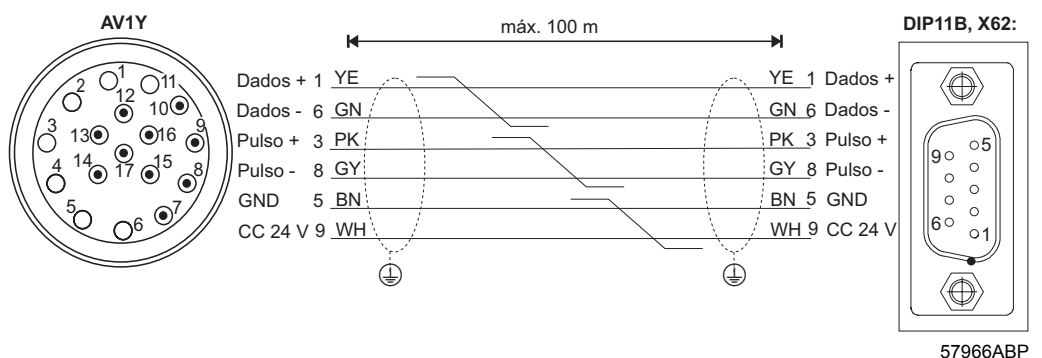 AV1Y
máx. 100 m
DIP11B, X62:
1
11
2
12
10
3
13
16
9
14
17
15
4
8
5
7
6
Dados + 1 YE
YE 1 Dados +
Dados - 6 GN
GN 6 Dados -
Pulso + 3 PK
PK 3 Pulso +
Pulso - 8 GY
GY 8 Pulso -
GND 5 BN
BN 5 GND
CC 24 V 9 WH
WH 9 CC 24 V
5
9
6
1
57966ABP